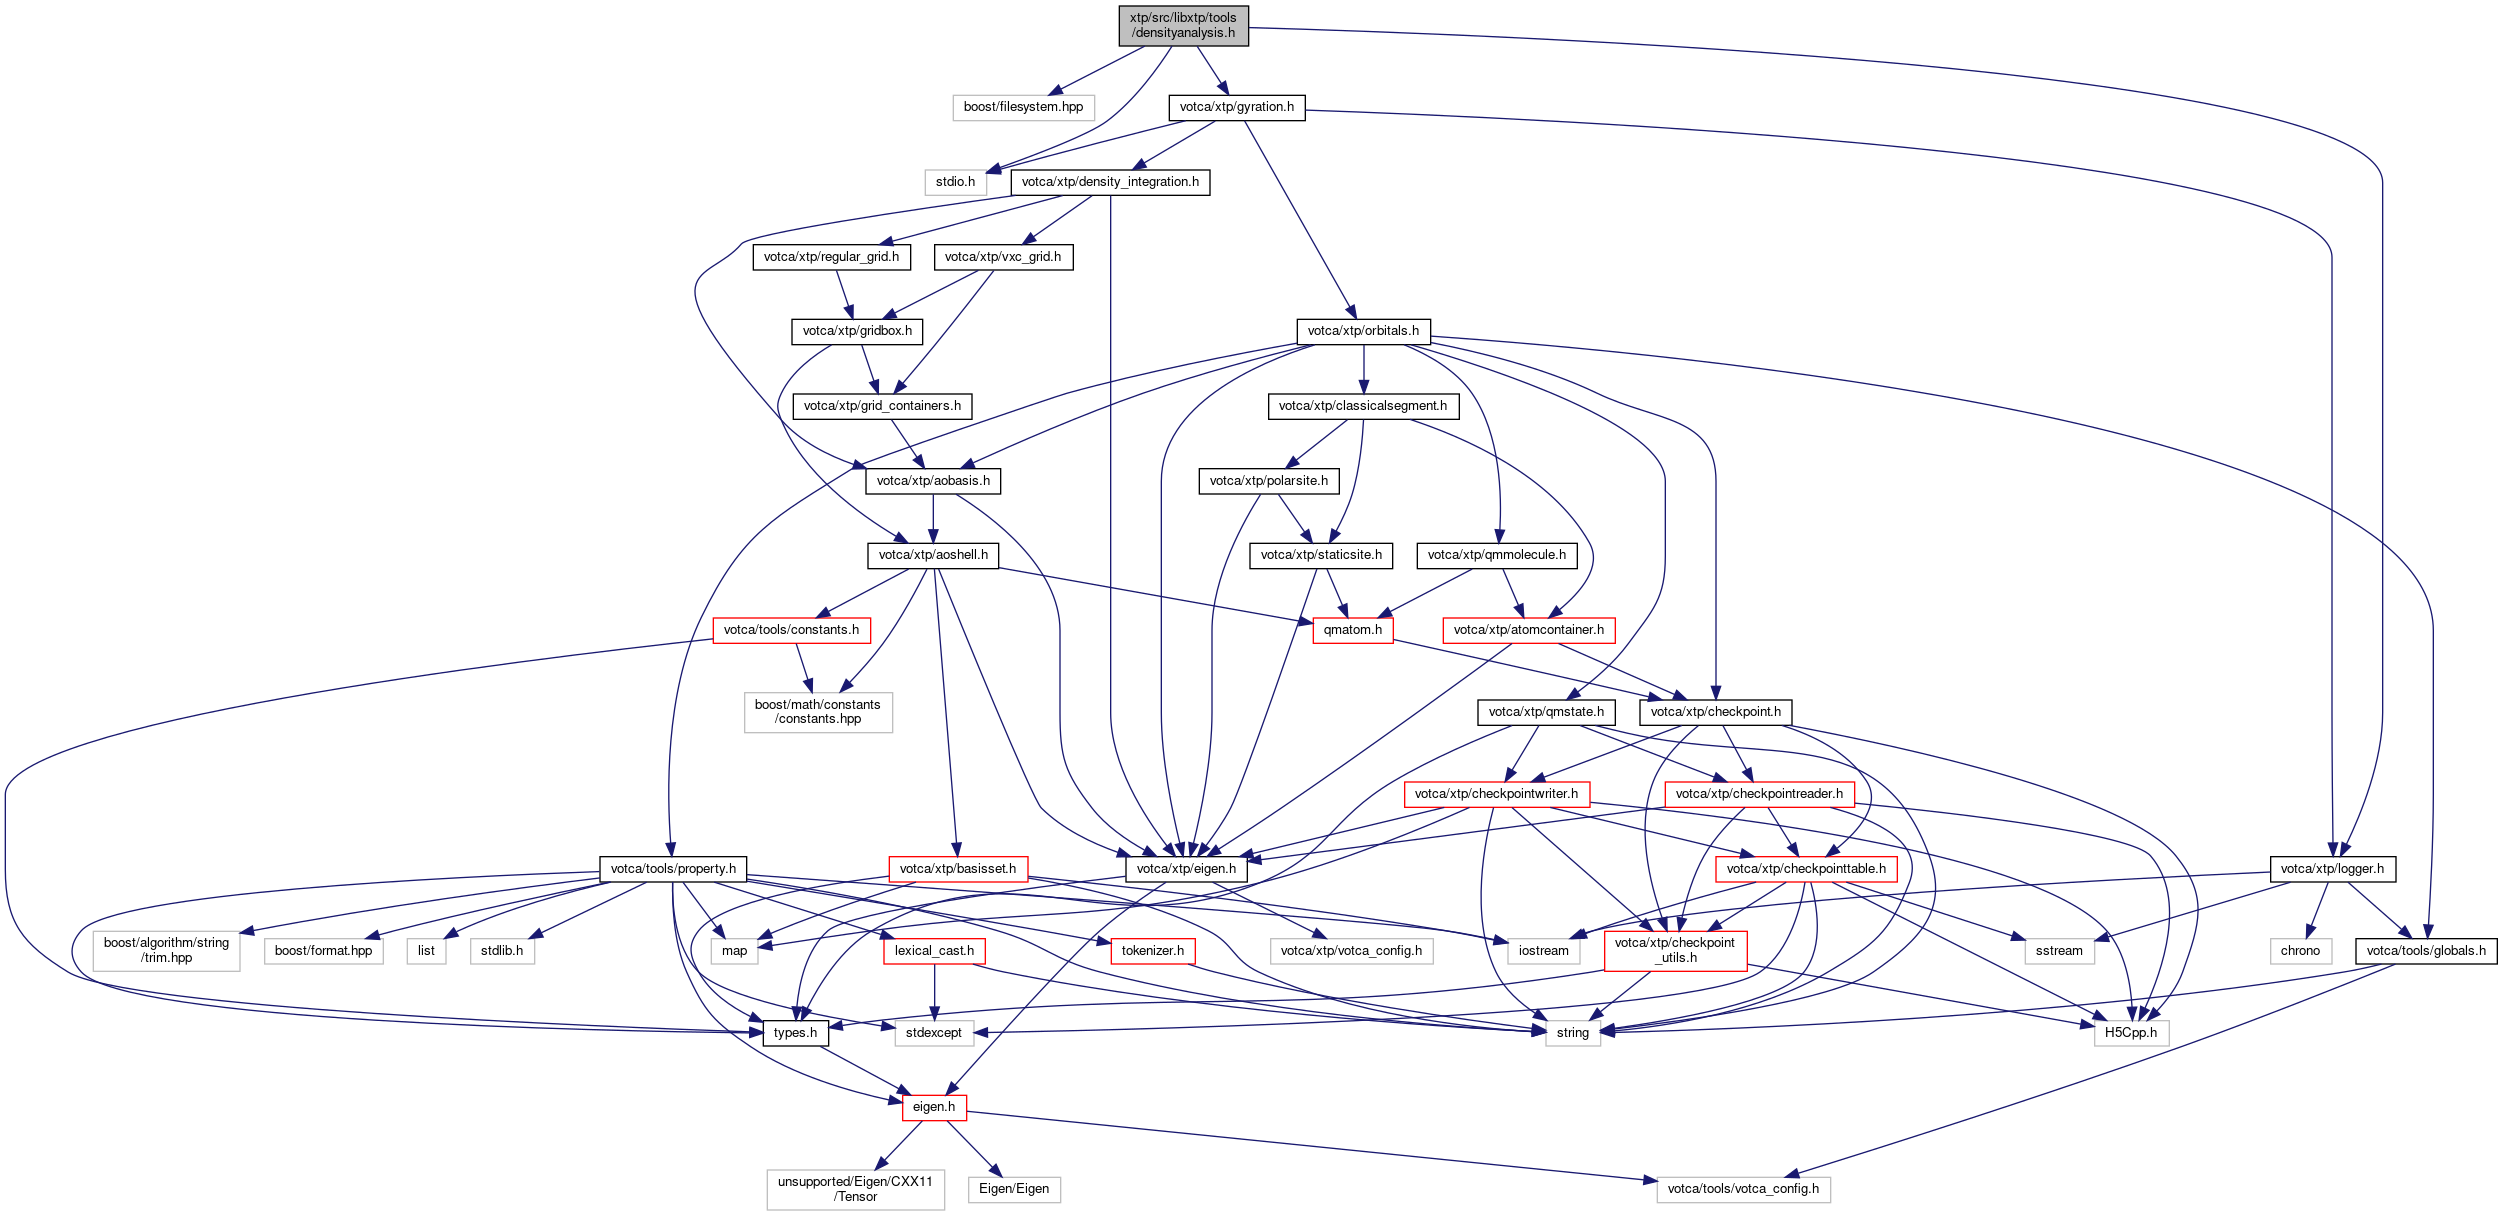 xtp/src/libxtp/tools
/densityanalysis.h
boost/filesystem.hpp
votca/xtp/gyration.h
stdio.h
votca/xtp/density_integration.h
votca/xtp/regular_grid.h
votca/xtp/vxc_grid.h
votca/xtp/gridbox.h
votca/xtp/orbitals.h
votca/xtp/grid_containers.h
votca/xtp/classicalsegment.h
votca/xtp/aobasis.h
votca/xtp/polarsite.h
votca/xtp/aoshell.h
votca/xtp/staticsite.h
votca/xtp/qmmolecule.h
votca/tools/constants.h
qmatom.h
votca/xtp/atomcontainer.h
boost/math/constants
/constants.hpp
votca/xtp/qmstate.h
votca/xtp/checkpoint.h
votca/xtp/checkpointwriter.h
votca/xtp/checkpointreader.h
votca/tools/property.h
votca/xtp/basisset.h
votca/xtp/eigen.h
votca/xtp/checkpointtable.h
votca/xtp/logger.h
boost/algorithm/string
/trim.hpp
boost/format.hpp
list
stdlib.h
map
lexical_cast.h
tokenizer.h
votca/xtp/votca_config.h
iostream
votca/xtp/checkpoint
_utils.h
sstream
chrono
votca/tools/globals.h
types.h
stdexcept
string
H5Cpp.h
eigen.h
unsupported/Eigen/CXX11
/Tensor
Eigen/Eigen
votca/tools/votca_config.h